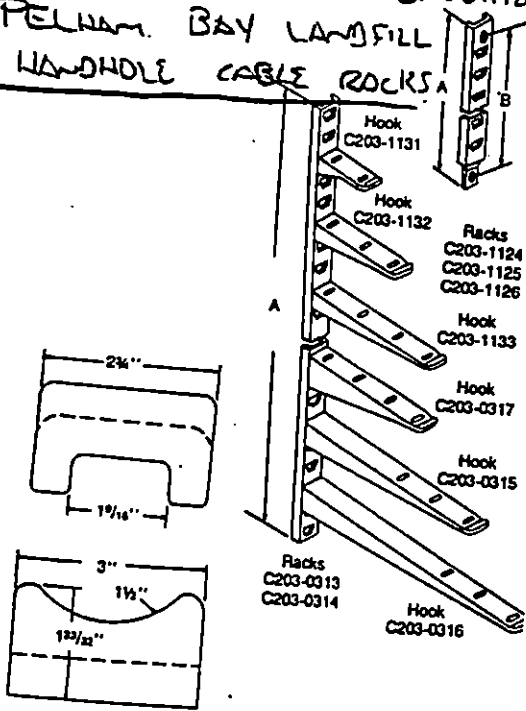 PELHAM BAY LANDFILL
HANDHOLE CABLE RACKS
A
B
Hook
C203-1131
Hook
C203-1132
Racks
C203-1124
C203-1125
C203-1126
A
Hook
C203-1133
Hook
C203-0317
Hook
C203-0315
Racks
C203-0313
C203-0314
Hook
C203-0316
2¾"
1⁹⁄₁₆"
3"
1½"
1²³⁄₃₂"